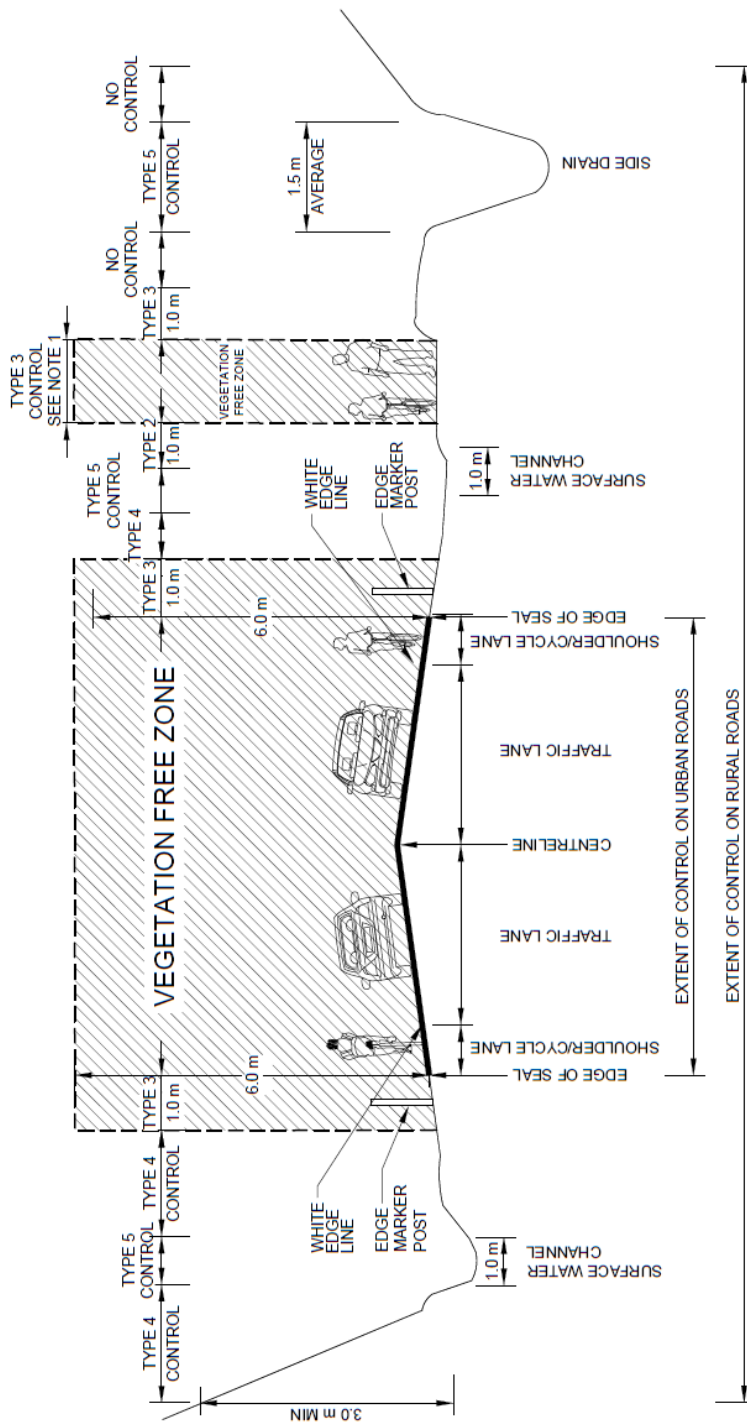 TYPE 4
CONTROL
TYPE 5
CONTROL
TYPE 4
CONTROL
TYPE 3
1.0 m
VEGETATION FREE ZONE
TYPE 3
1.0 m
TYPE 4
TYPE 5
CONTROL
TYPE 2
1.0 m
TYPE 3
CONTROL
SEE NOTE 1
VEGETATION
FREE ZONE
TYPE 3
1.0 m
NO
CONTROL
TYPE 5
CONTROL
NO
CONTROL
1.5 m
AVERAGE
6.0 m
6.0 m
WHITE
EDGE
LINE
EDGE
MARKER
POST
WHITE
EDGE
LINE
EDGE
MARKER
POST
3.0 m MIN
1.0 m
SURFACE WATER
CHANNEL
EDGE OF SEAL
SHOULDER/CYCLE LANE
TRAFFIC LANE
CENTRELINE
TRAFFIC LANE
SHOULDER/CYCLE LANE
EDGE OF SEAL
1.0 m
SURFACE WATER
CHANNEL
SIDE DRAIN
EXTENT OF CONTROL ON URBAN ROADS
EXTENT OF CONTROL ON RURAL ROADS